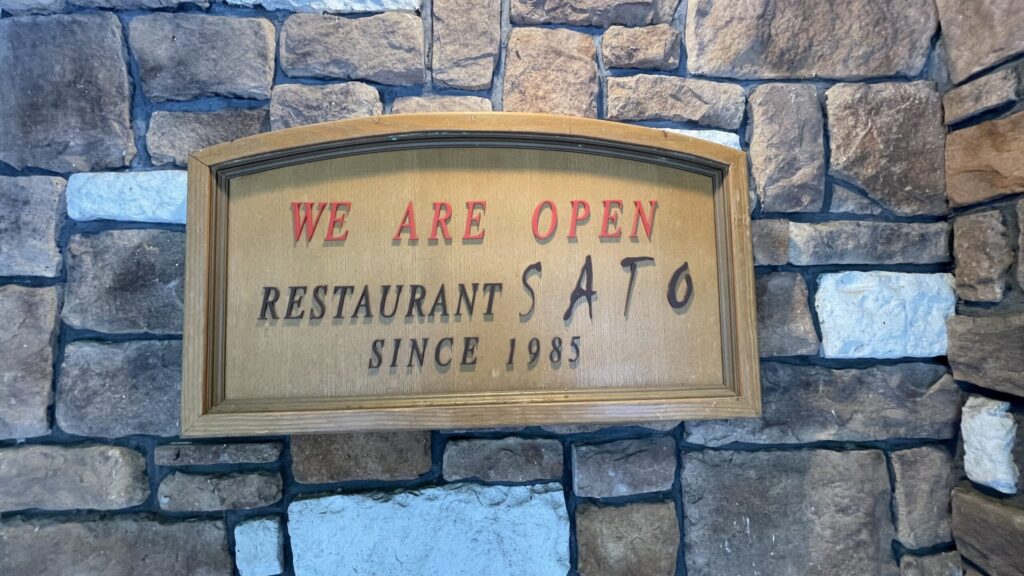 WE ARE OPEN
RESTAURANT SATO
SINCE 1985